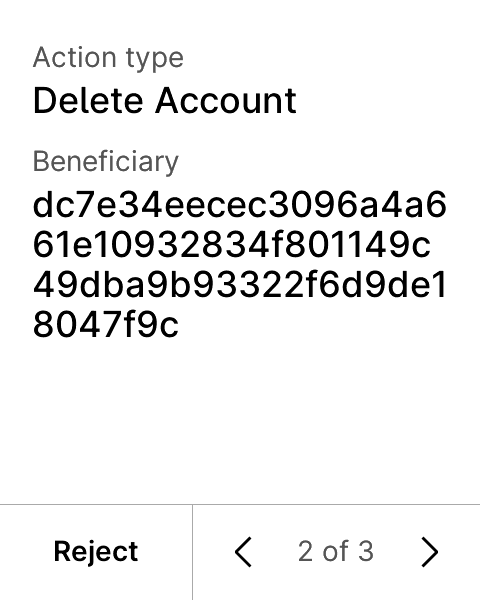 Action type
Delete Account
Beneficiary
dc7e34eecec3096a4a6
61e10932834f801149c
49dba9b93322f6d9de1
8047f9c
Reject
2 of 3